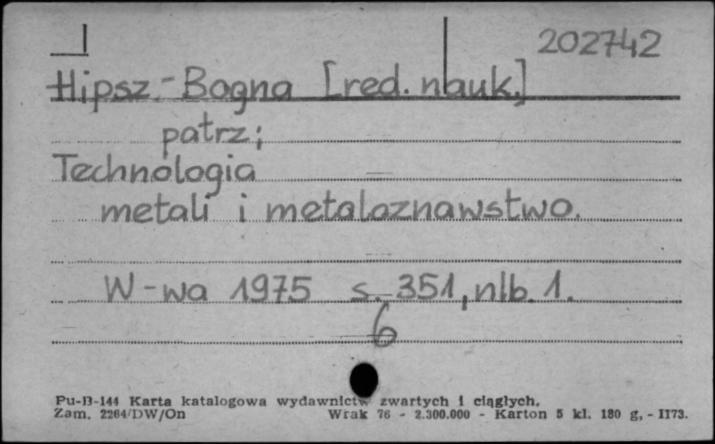 202742
Hipsz-Bogna [red. nauk.]
patrz;
Technologia
metali i metaloznawstwo.
W-wa 1975 s. 351, nlb. 1.
6
Pu-B-144 Karta katalogowa wydawnictw zwartych i ciągłych.
Zam. 2264/DW/On Wrak 76 - 2.300.000 - Karton 5 kl. 180 g. - II73.